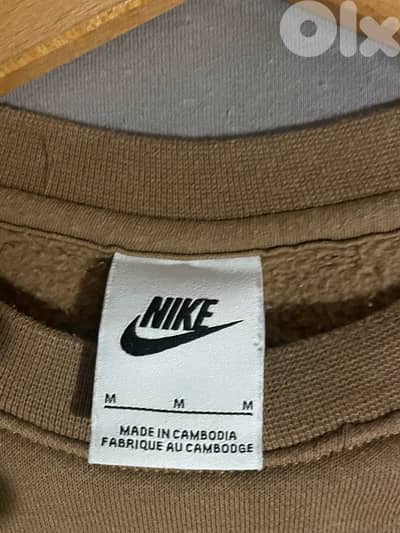 Olx
NIKE
M M M
MADE IN CAMBODIA
FABRIQUE AU CAMBODGE